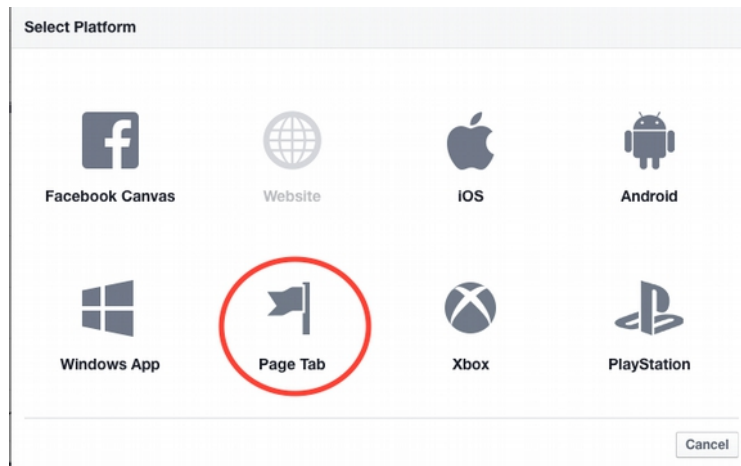 Select Platform
Facebook Canvas
Website
iOS
Android
Windows App
Page Tab
Xbox
PlayStation
Cancel